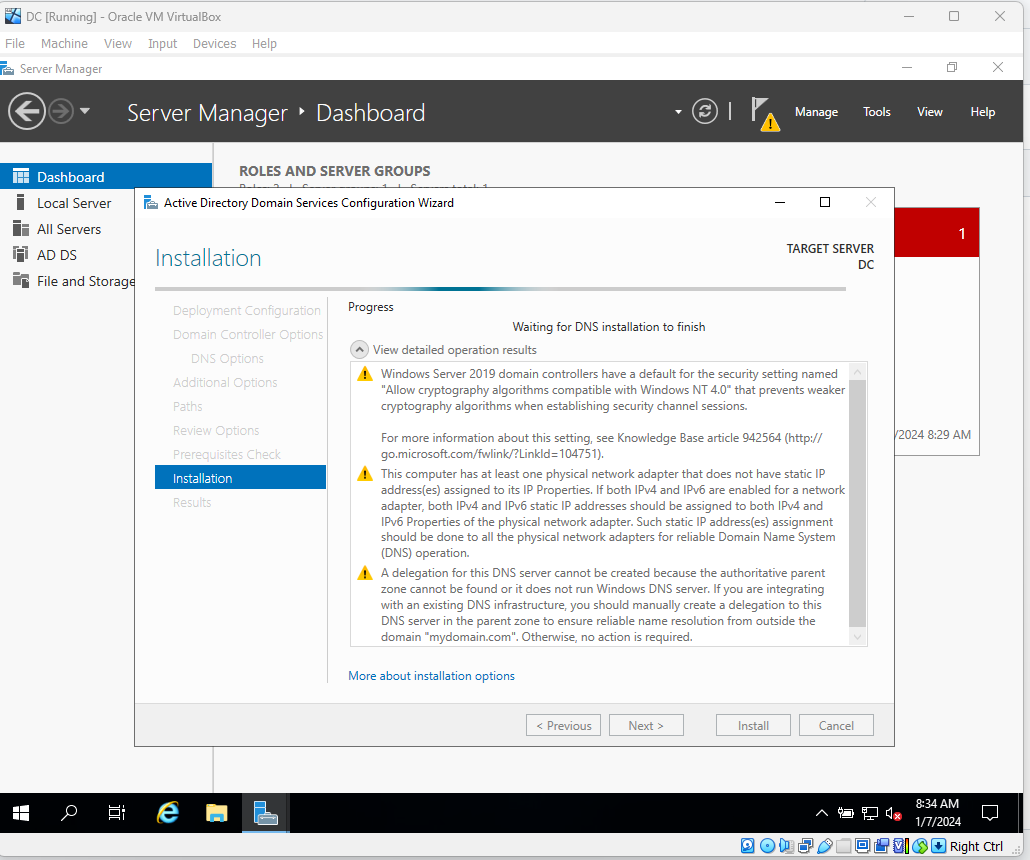 DC [Running] - Oracle VM VirtualBox
File Machine View Input Devices Help
Server Manager
Server Manager Dashboard
Manage Tools View Help
Dashboard
Local Server
All Servers
AD DS
File and Storage
ROLES AND SERVER GROUPS
1
/2024 8:29 AM
Active Directory Domain Services Configuration Wizard
Installation
TARGET SERVER
DC
Deployment Configuration
Domain Controller Options
DNS Options
Additional Options
Paths
Review Options
Prerequisites Check
Installation
Results
Progress
Waiting for DNS installation to finish
View detailed operation results
Windows Server 2019 domain controllers have a default for the security setting named
"Allow cryptography algorithms compatible with Windows NT 4.0" that prevents weaker
cryptography algorithms when establishing security channel sessions.
For more information about this setting, see Knowledge Base article 942564 (http://
go.microsoft.com/fwlink/?LinkId=104751).
This computer has at least one physical network adapter that does not have static IP
address(es) assigned to its IP Properties. If both IPv4 and IPv6 are enabled for a network
adapter, both IPv4 and IPv6 static IP addresses should be assigned to both IPv4 and
IPv6 Properties of the physical network adapter. Such static IP address(es) assignment
should be done to all the physical network adapters for reliable Domain Name System
(DNS) operation.
A delegation for this DNS server cannot be created because the authoritative parent
zone cannot be found or it does not run Windows DNS server. If you are integrating
with an existing DNS infrastructure, you should manually create a delegation to this
DNS server in the parent zone to ensure reliable name resolution from outside the
domain "mydomain.com". Otherwise, no action is required.
More about installation options
< Previous Next > Install Cancel
8:34 AM
1/7/2024
Right Ctrl